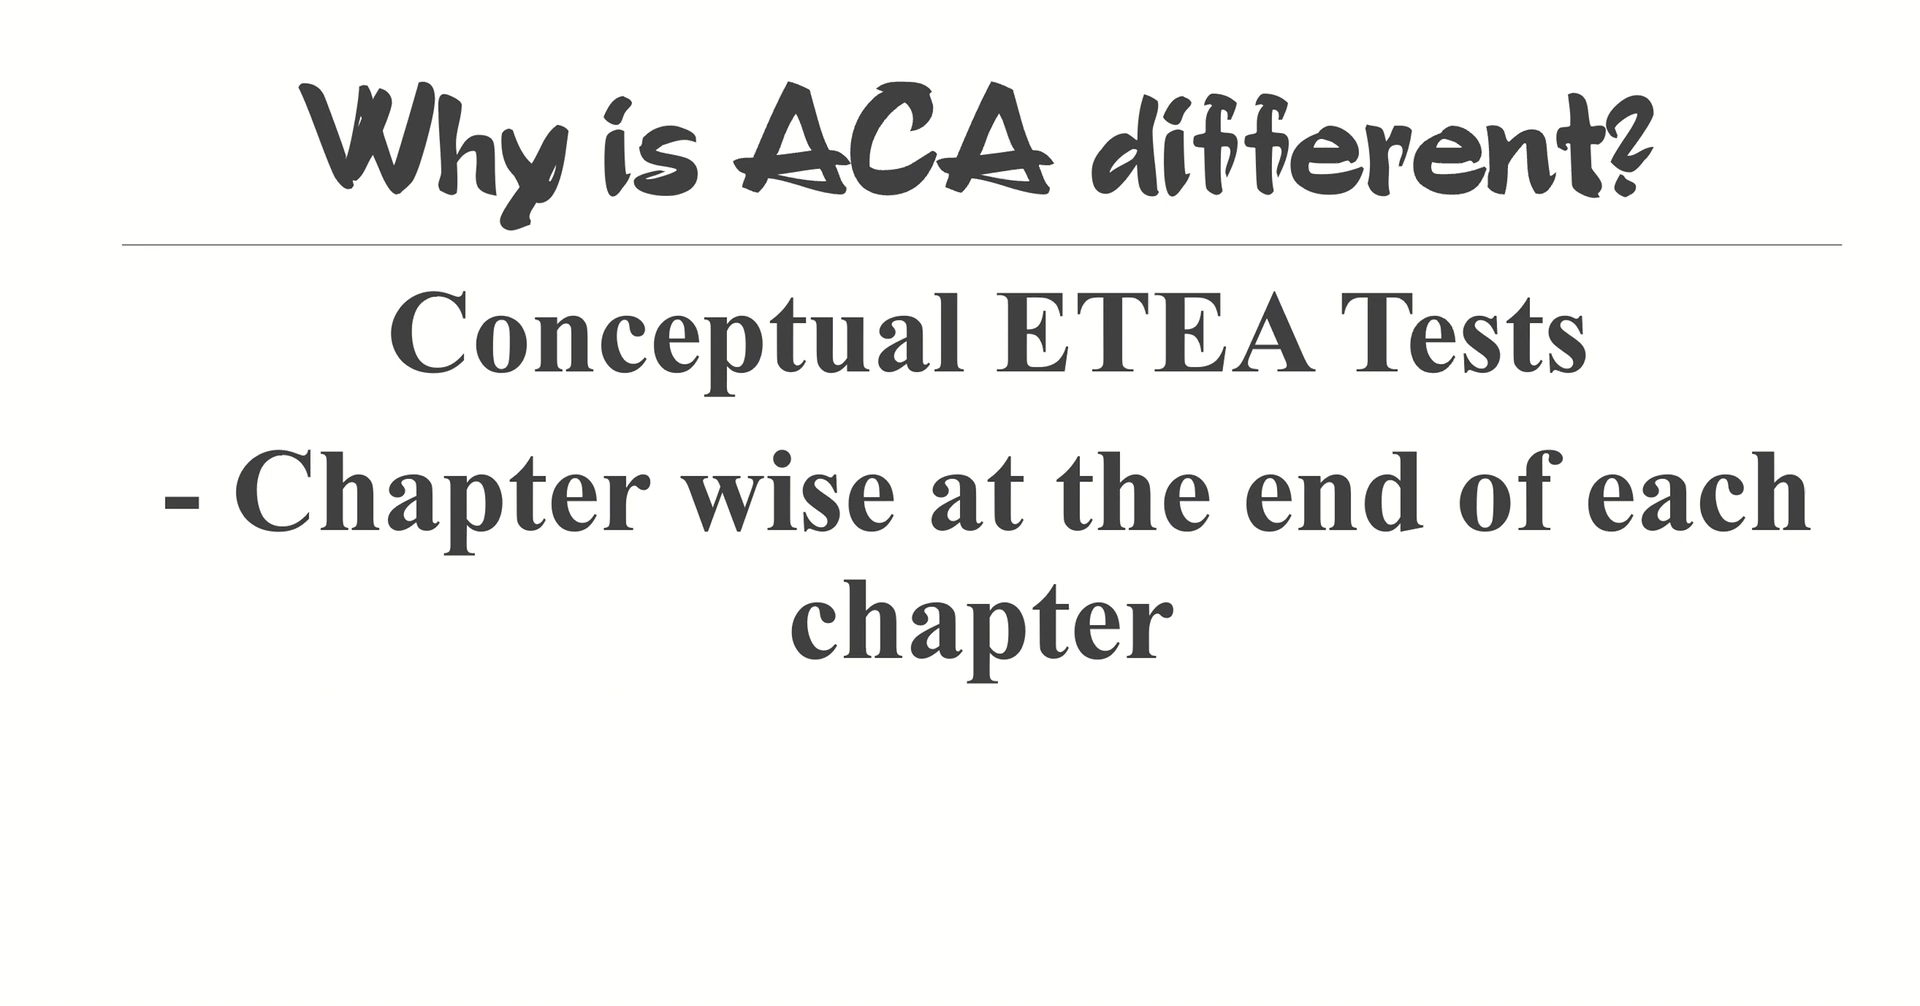 Why is ACA different?
Conceptual ETEA Tests
- Chapter wise at the end of each
chapter